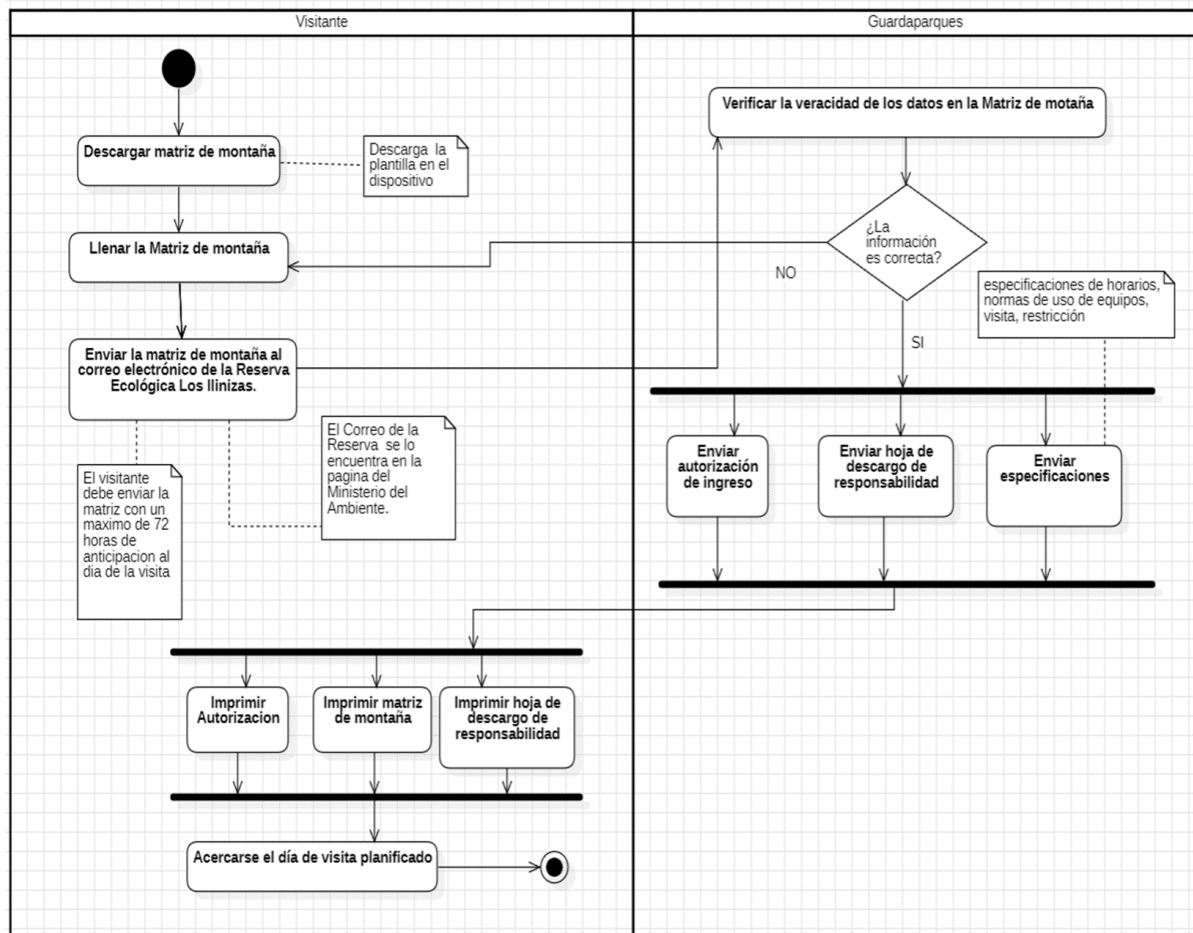 Visitante
Guardaparques
Descargar matriz de montaña
Descarga la
plantilla en el
dispositivo
Llenar la Matriz de montaña
Enviar la matriz de montaña al
correo electrónico de la Reserva
Ecológica Los Ilinizas.
El visitante
debe enviar la
matriz con un
maximo de 72
horas de
anticipacion al
dia de la visita
El Correo de la
Reserva se lo
encuentra en la
pagina del
Ministerio del
Ambiente.
Verificar la veracidad de los datos en la Matriz de motaña
¿La
información
es correcta?
NO
SI
especificaciones de horarios,
normas de uso de equipos,
visita, restricción
Enviar
autorización
de ingreso
Enviar hoja de
descargo de
responsabilidad
Enviar
especificaciones
Imprimir
Autorizacion
Imprimir matriz
de montaña
Imprimir hoja de
descargo de
responsabilidad
Acercarse el día de visita planificado